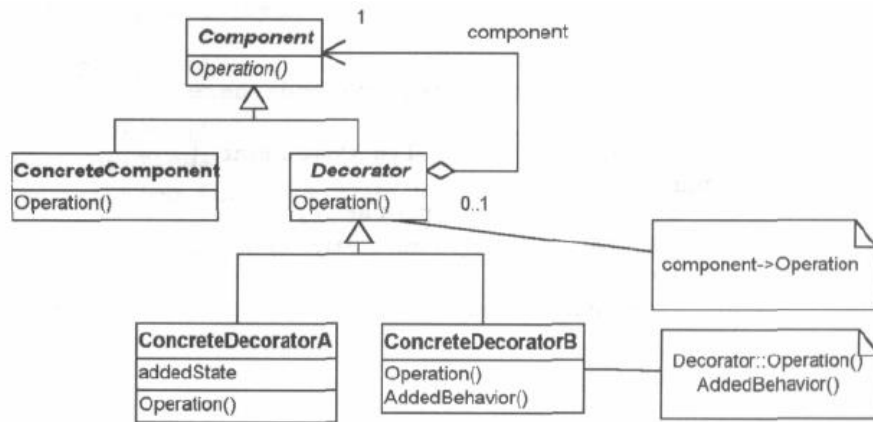 1
Component
component
Operation()
ConcreteComponent
Decorator
Operation()
Operation()
0..1
component->Operation
ConcreteDecoratorA
ConcreteDecoratorB
addedState
Operation()
Operation()
AddedBehavior()
Decorator::Operation()
AddedBehavior()